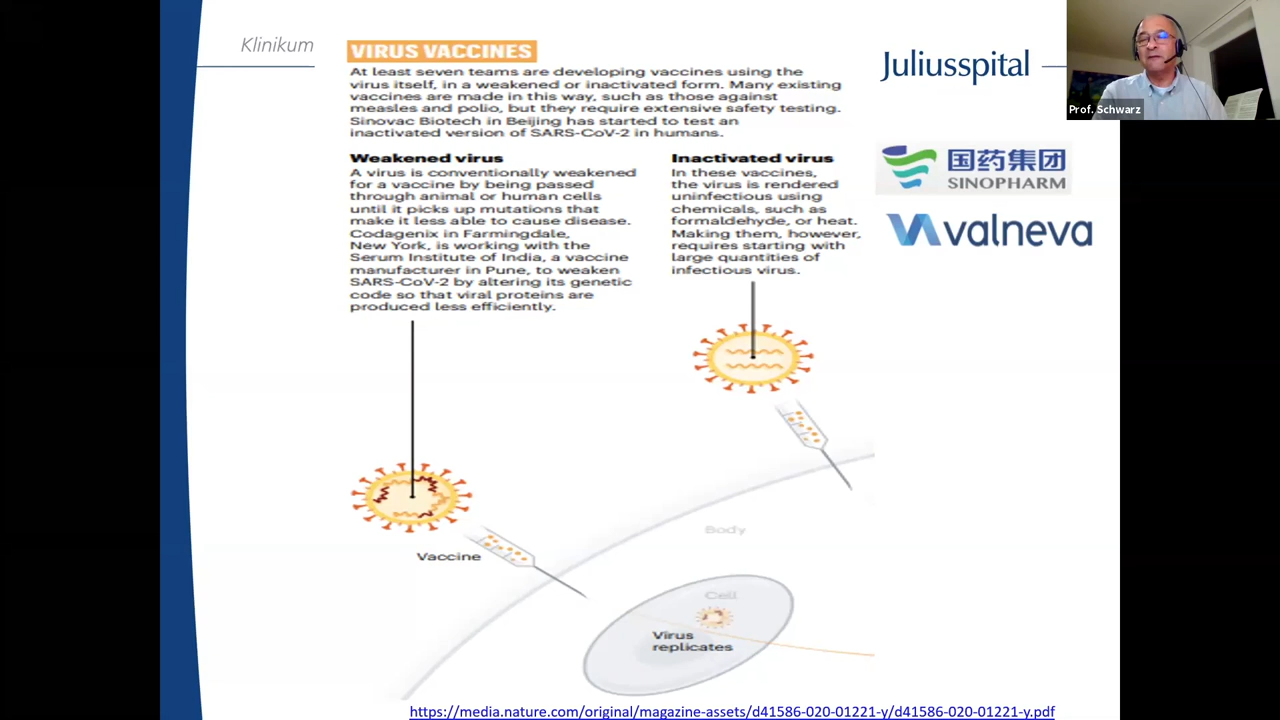 Klinikum
VIRUS VACCINES
At least seven teams are developing vaccines using the
virus itself, in a weakened or inactivated form. Many existing
vaccines are made in this way, such as those against
measles and polio, but they require extensive safety testing.
Sinovac Biotech in Beijing has started to test an
inactivated version of SARS-CoV-2 in humans.
Juliusspital
Prof. Schwarz
Weakened virus
A virus is conventionally weakened
for a vaccine by being passed
through animal or human cells
until it picks up mutations that
make it less able to cause disease.
Codagenix in Farmingdale,
New York, is working with the
Serum Institute of India, a vaccine
manufacturer in Pune, to weaken
SARS-CoV-2 by altering its genetic
code so that viral proteins are
produced less efficiently.
Inactivated virus
In these vaccines,
the virus is rendered
uninfectious using
chemicals, such as
formaldehyde, or heat.
Making them, however,
requires starting with
large quantities of
infectious virus.
国药集团
SINOPHARM
valneva
Body
Vaccine
Cell
Virus
replicates
https://media.nature.com/original/magazine-assets/d41586-020-01221-y/d41586-020-01221-y.pdf